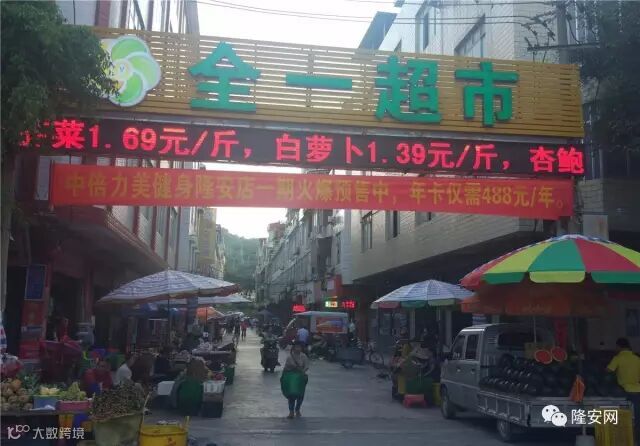 全一超市
菜1.69元/斤，白萝卜1.39元/斤，杏鲍
中倍力美健身隆安店一期火爆预售中，年卡仅需488元/年。
隆安网
大数跨境